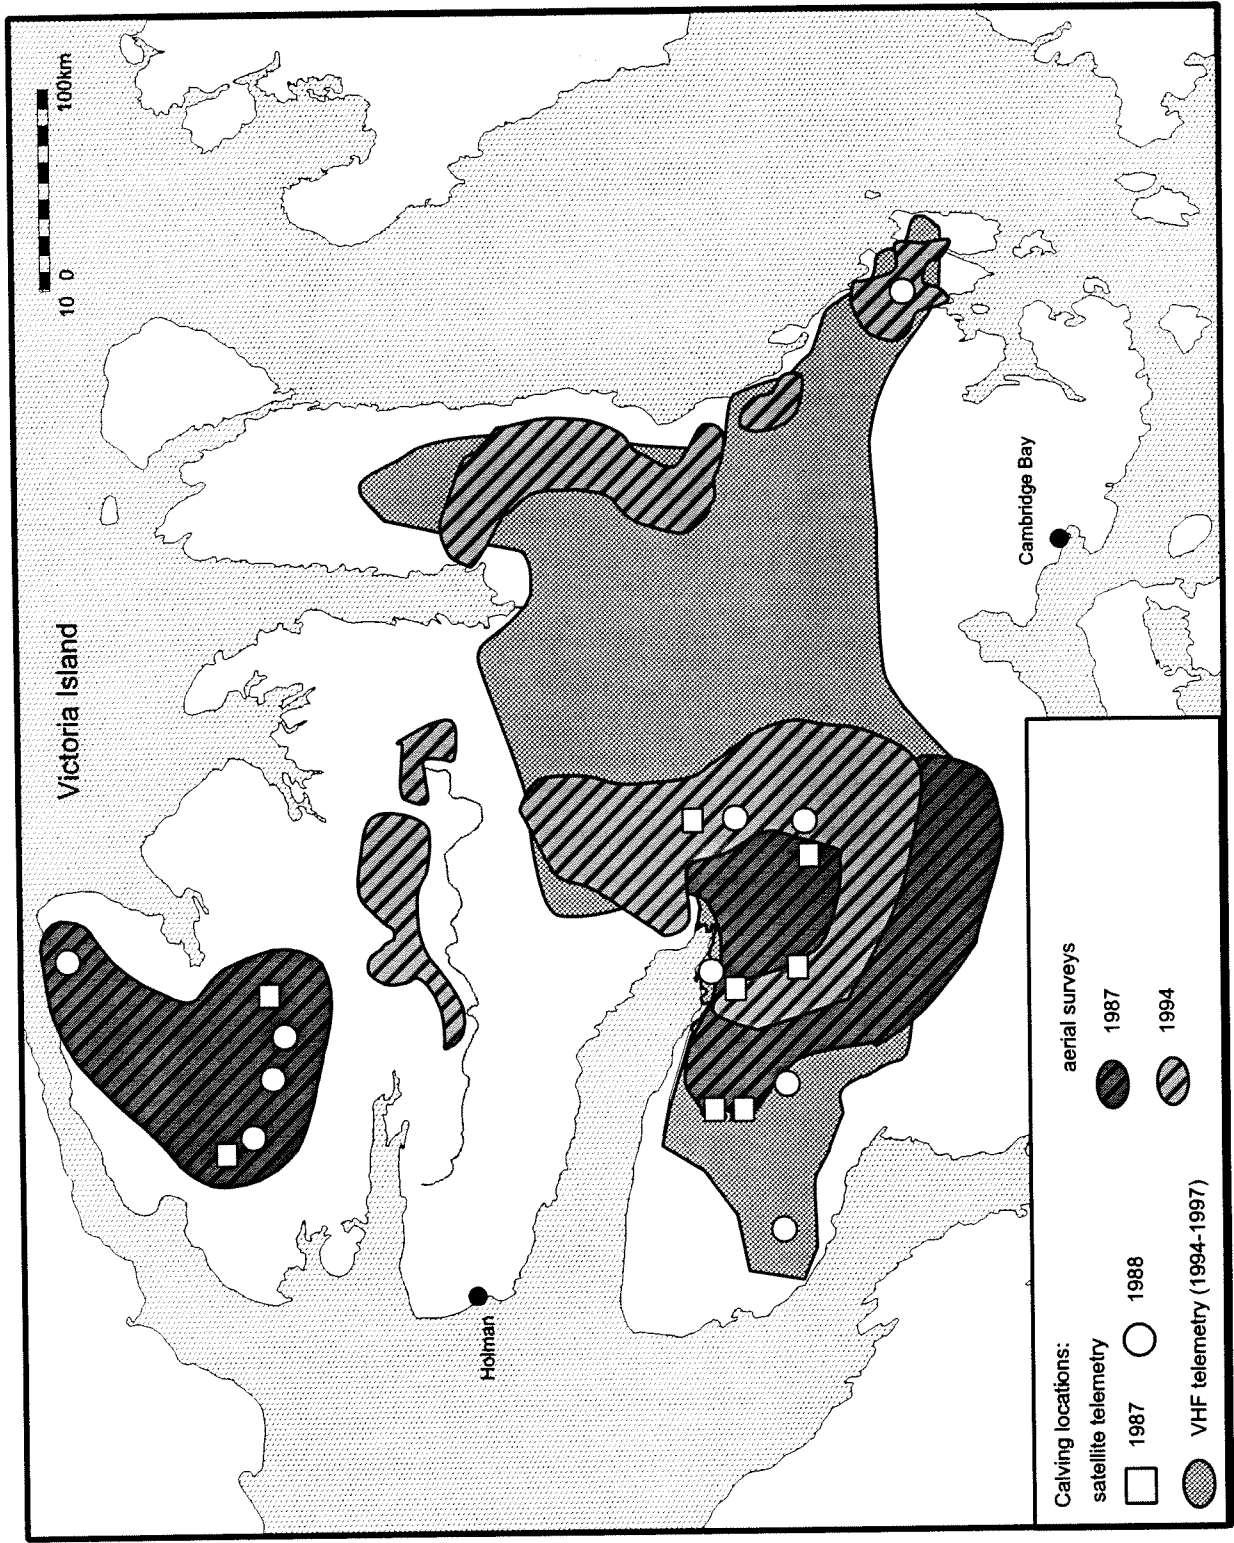 Victoria Island
10 0 100km
Holman
Cambridge Bay
Calving locations:
satellite telemetry
1987
1988
VHF telemetry (1994-1997)
aerial surveys
1987
1994